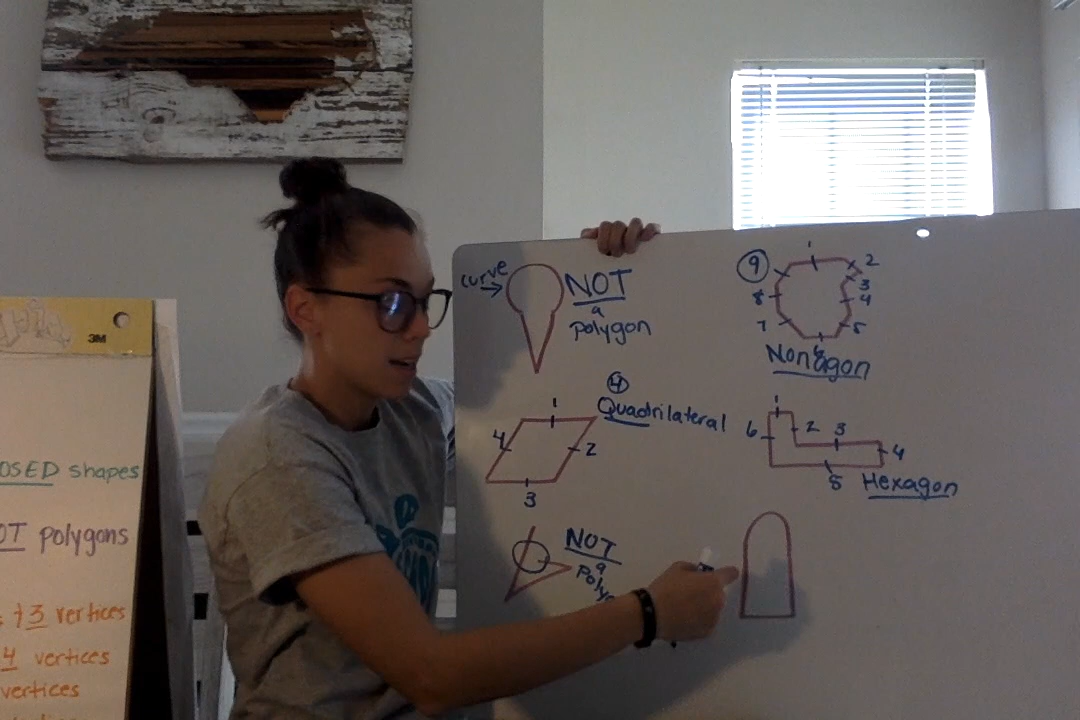 3M
OSED shapes
OT polygons
3 vertices
4 vertices
vertices
curve
NOT
a
polygon
9
1
2
3
4
5
6
7
8
Nonagon
4
Quadrilateral
1
2
3
4
1
2
3
4
5
6
Hexagon
NOT
a
Poly